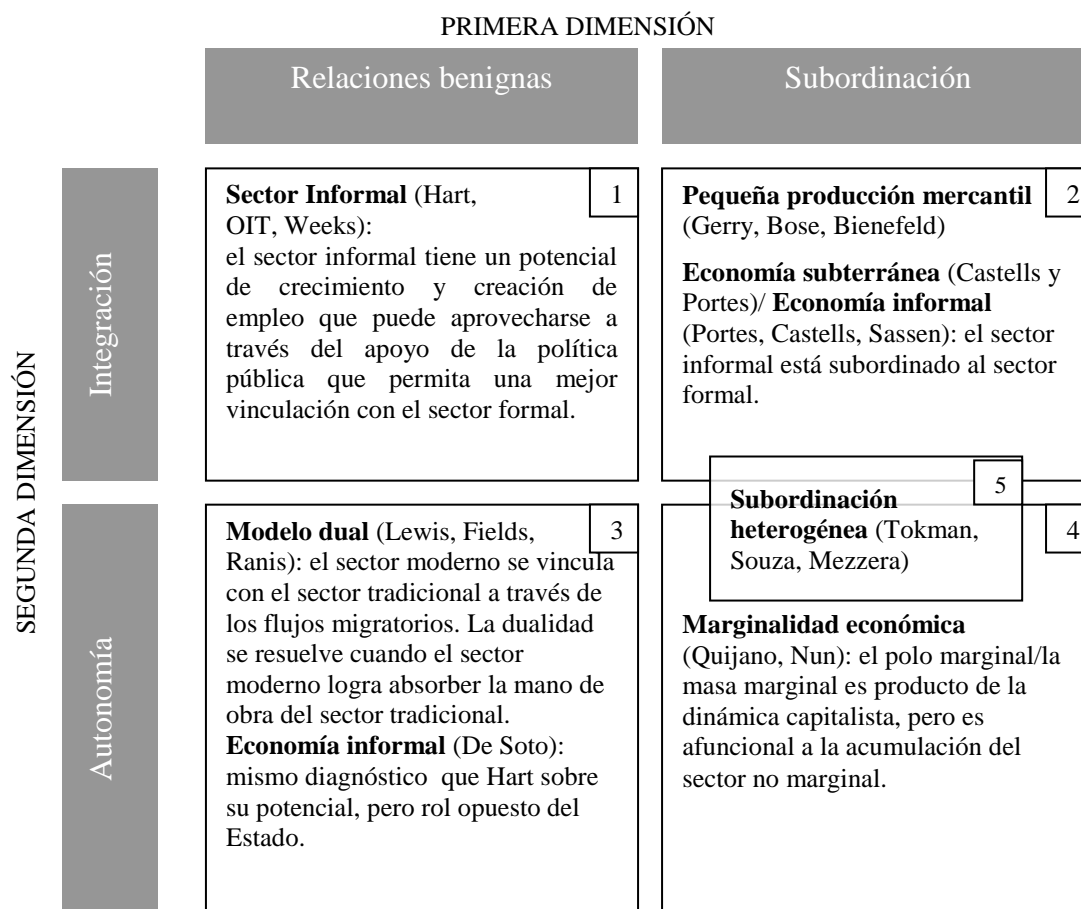 PRIMERA DIMENSIÓN
Relaciones benignas
Subordinación
SEGUNDA DIMENSIÓN
Integración
Sector Informal (Hart,
OIT, Weeks):
el sector informal tiene un potencial
de crecimiento y creación de
empleo que puede aprovecharse a
través del apoyo de la política
pública que permita una mejor
vinculación con el sector formal.
1
Pequeña producción mercantil
(Gerry, Bose, Bienefeld)
Economía subterránea (Castells y
Portes)/ Economía informal
(Portes, Castells, Sassen): el sector
informal está subordinado al sector
formal.
2
Subordinación
heterogénea (Tokman,
Souza, Mezzera)
5
Autonomía
Modelo dual (Lewis, Fields,
Ranis): el sector moderno se vincula
con el sector tradicional a través de
los flujos migratorios. La dualidad
se resuelve cuando el sector
moderno logra absorber la mano de
obra del sector tradicional.
Economía informal (De Soto):
mismo diagnóstico que Hart sobre
su potencial, pero rol opuesto del
Estado.
3
Marginalidad económica
(Quijano, Nun): el polo marginal/la
masa marginal es producto de la
dinámica capitalista, pero es
afuncional a la acumulación del
sector no marginal.
4